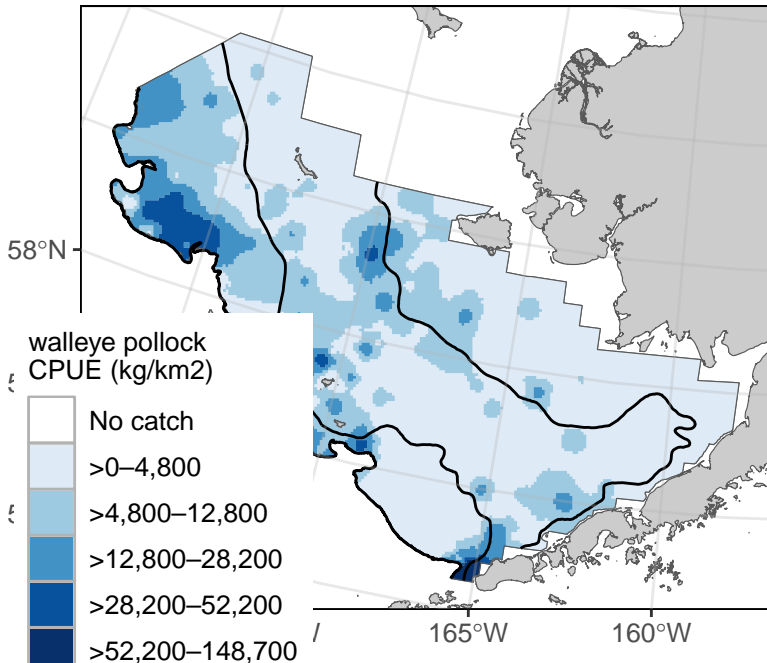 58°N
walleye pollock
CPUE (kg/km2)
No catch
>0–4,800
>4,800–12,800
>12,800–28,200
>28,200–52,200
>52,200–148,700
165°W
160°W